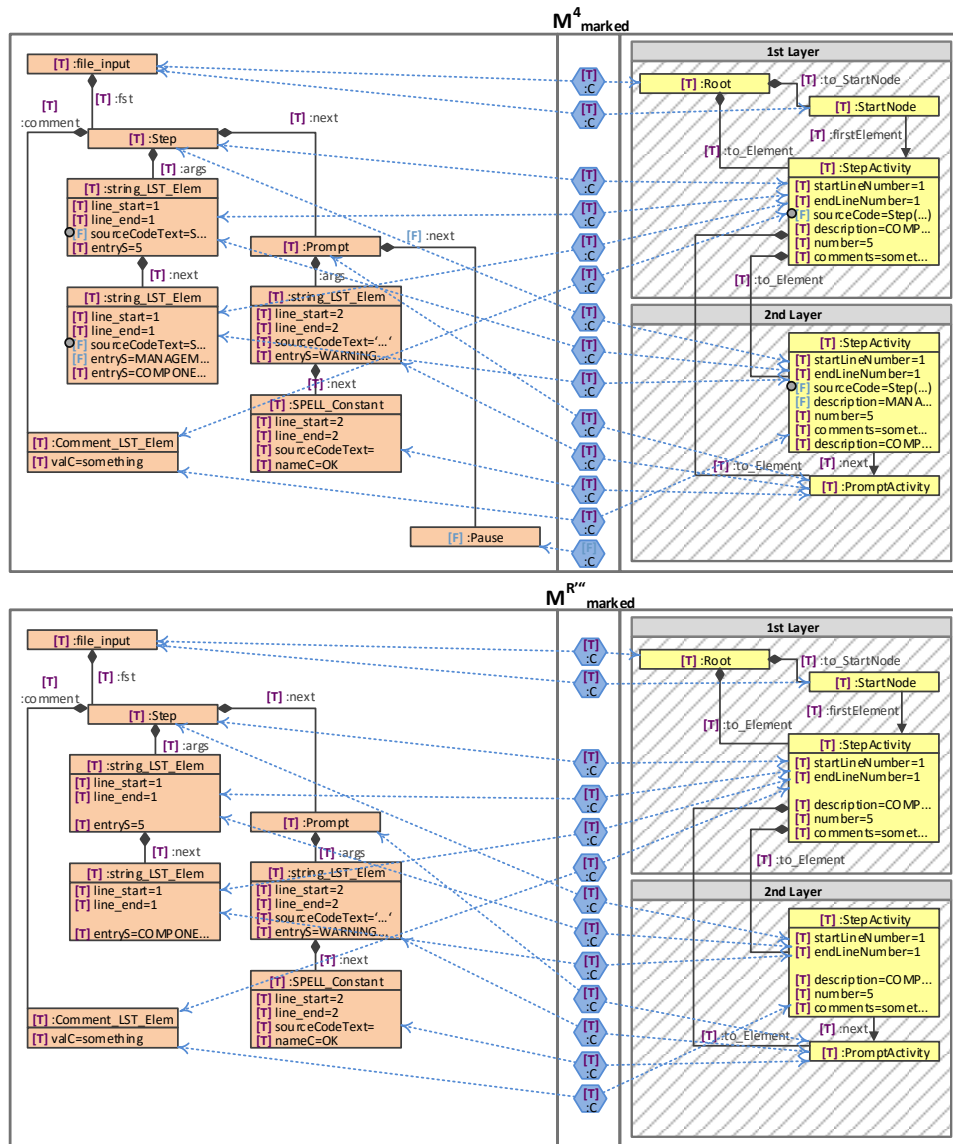 M4marked
[T] :file_input
[T] :fst
[T]
:comment
[T] :next
[T] :Step
[T] :args
[T] :string_LST_Elem
[T] line_start=1
[T] line_end=1
[F] sourceCodeText=S...
[T] entryS=5
[T] :next
[T] :string_LST_Elem
[T] line_start=1
[T] line_end=1
[F] sourceCodeText=S...
[F] entryS=MANAGEM...
[T] entryS=COMPONE...
[T] :Comment_LST_Elem
[T] valC=something
[T] :Prompt
[F] :next
[T] :args
[T] :string_LST_Elem
[T] line_start=2
[T] line_end=2
[T] sourceCodeText='...'
[T] entryS=WARNING...
[T] :next
[T] :SPELL_Constant
[T] line_start=2
[T] line_end=2
[T] sourceCodeText=
[T] nameC=OK
[F] :Pause
[T]
:C
[T]
:C
[T]
:C
[T]
:C
[T]
:C
[T]
:C
[T]
:C
[T]
:C
[T]
:C
[T]
:C
[T]
:C
[T]
:C
[T]
:C
[F]
:C
1st Layer
[T] :Root
[T] :to_StartNode
[T] :StartNode
[T] :firstElement
[T] :to_Element
[T] :StepActivity
[T] startLineNumber=1
[T] endLineNumber=1
[F] sourceCode=Step(...)
[T] description=COMP...
[T] number=5
[T] comments=somet...
[T] :to_Element
2nd Layer
[T] :StepActivity
[T] startLineNumber=1
[T] endLineNumber=1
[F] sourceCode=Step(...)
[F] description=MANA...
[T] number=5
[T] comments=somet...
[T] description=COMP...
[T] :to_Element
[T] :next
[T] :PromptActivity
MR'''marked
[T] :file_input
[T] :fst
[T]
:comment
[T] :next
[T] :Step
[T] :args
[T] :string_LST_Elem
[T] line_start=1
[T] line_end=1
[T] entryS=5
[T] :next
[T] :string_LST_Elem
[T] line_start=1
[T] line_end=1
[T] entryS=COMPONE...
[T] :Comment_LST_Elem
[T] valC=something
[T] :Prompt
[T] :args
[T] :string_LST_Elem
[T] line_start=2
[T] line_end=2
[T] sourceCodeText='...'
[T] entryS=WARNING...
[T] :next
[T] :SPELL_Constant
[T] line_start=2
[T] line_end=2
[T] sourceCodeText=
[T] nameC=OK
[T]
:C
[T]
:C
[T]
:C
[T]
:C
[T]
:C
[T]
:C
[T]
:C
[T]
:C
[T]
:C
[T]
:C
[T]
:C
[T]
:C
[T]
:C
1st Layer
[T] :Root
[T] :to_StartNode
[T] :StartNode
[T] :firstElement
[T] :to_Element
[T] :StepActivity
[T] startLineNumber=1
[T] endLineNumber=1
[T] description=COMP...
[T] number=5
[T] comments=somet...
[T] :to_Element
2nd Layer
[T] :StepActivity
[T] startLineNumber=1
[T] endLineNumber=1
[T] description=COMP...
[T] number=5
[T] comments=somet...
[T] :to_Element
[T] :next
[T] :PromptActivity